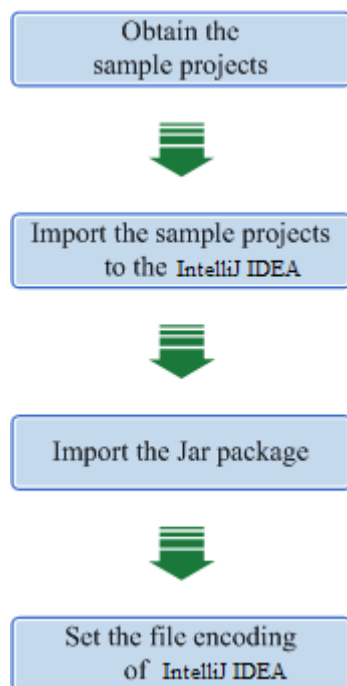 Obtain the
sample projects
Import the sample projects
to the IntelliJ IDEA
Import the Jar package
Set the file encoding
of IntelliJ IDEA